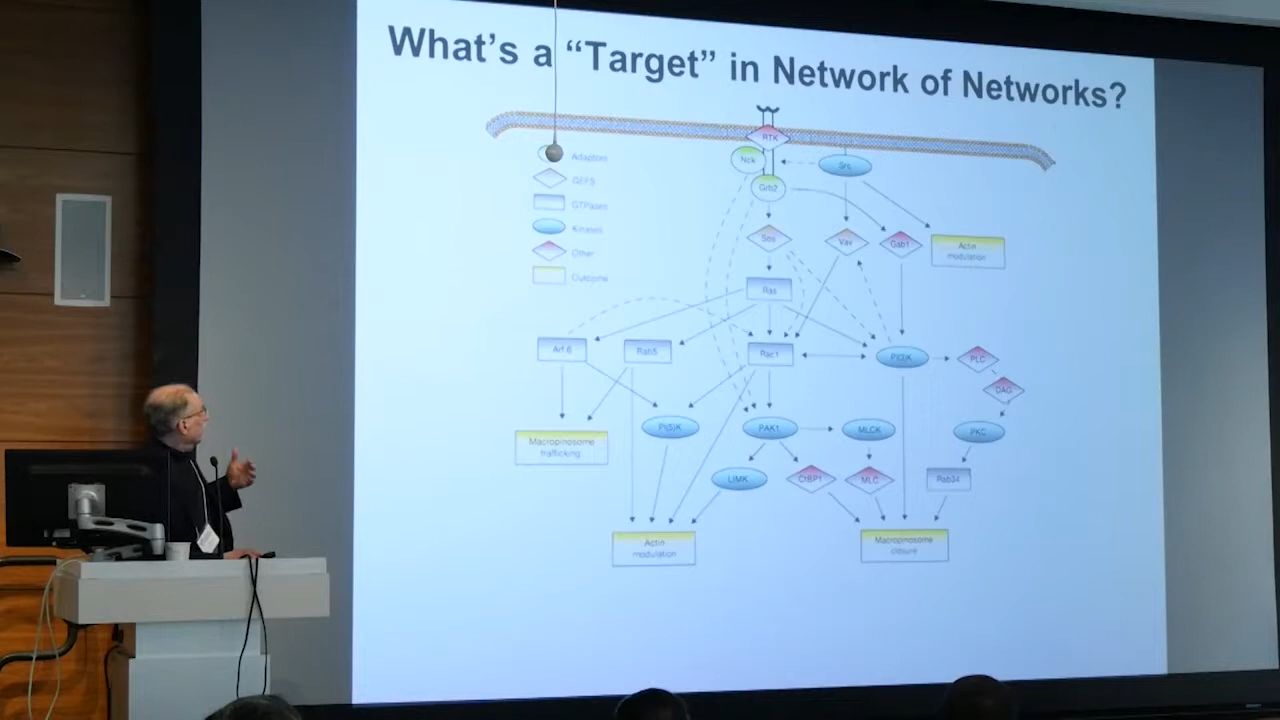 What's a “Target” in Network of Networks?
RTK
Adaptors
Nck
Src
GEFS
Grb2
GTPases
Kinases
Sos
Vav
Gab1
Actin
modulation
Other
Outcome
Ras
Arf 6
Rab5
Rac1
PI3K
PLC
DAG
Macropinosome
trafficking
PI5K
PAK1
MLCK
PKC
LIMK
CtBP1
MLC
Rab34
Actin
modulation
Macropinosome
closure